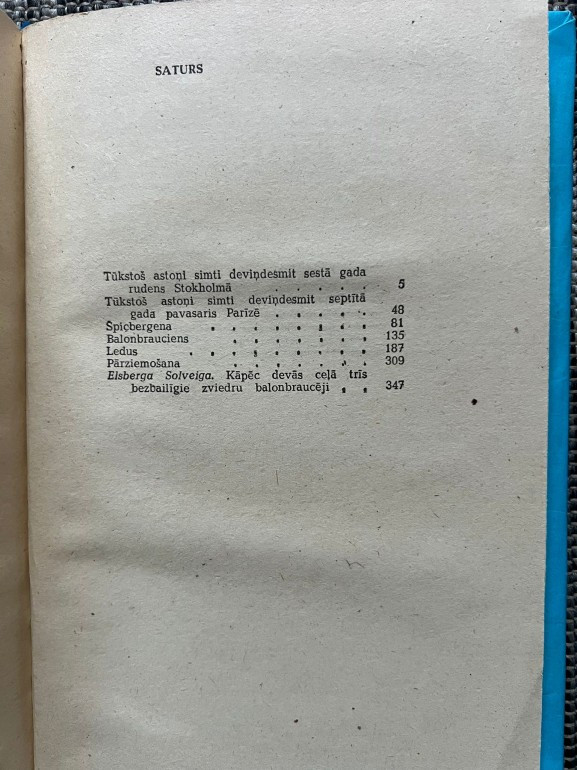 SATURS
Tūkstoš astoņi simti deviņdesmit sestā gada
rudens Stokholmā . . . . . 5
Tūkstoš astoņi simti deviņdesmit septītā
gada pavasaris Parīzē . . . . . 48
Špicbergena . . . . . . . . 81
Balonbrauciens . . . . . . . 135
Ledus . . . . . . . . . 187
Pārziemošana . . . . . . . 309
Elsberga Solveiga. Kāpēc devās ceļā trīs
bezbailīgie zviedru balonbraucēji . . 347